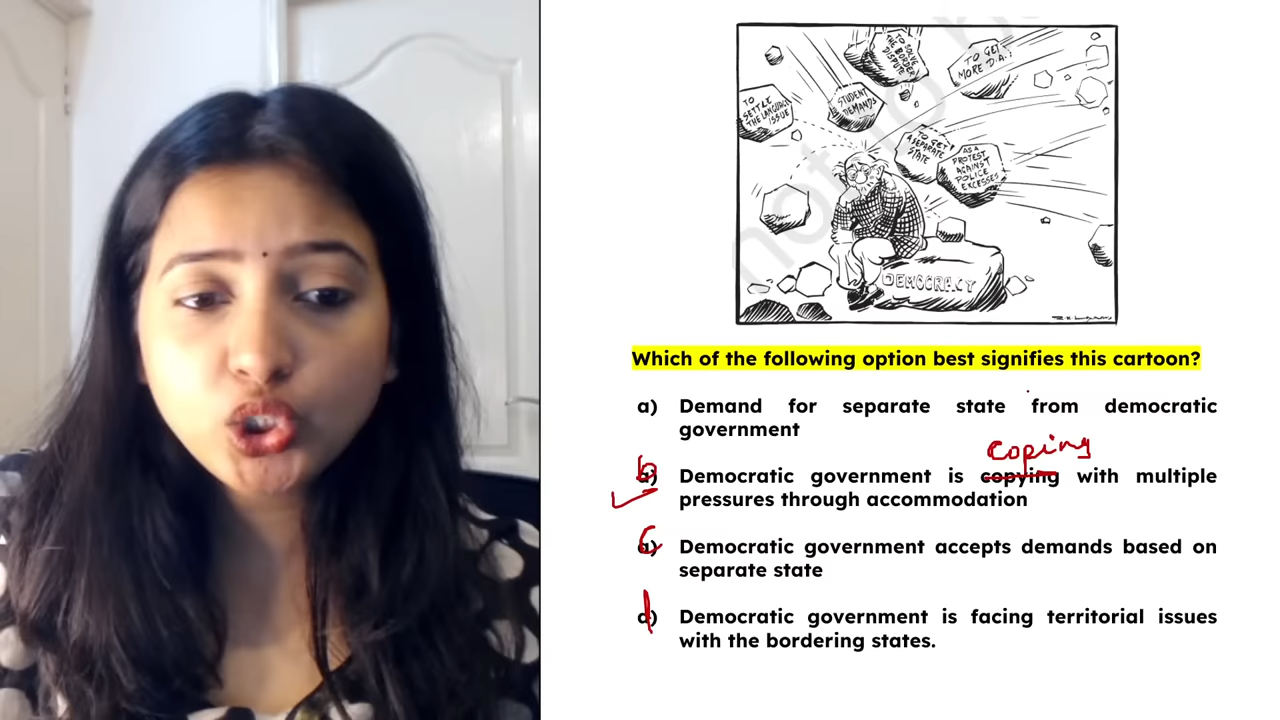 TO SOLVE
THE BORDER
DISPUTE
TO GET
MORE D.A..
TO
SETTLE
THE LANGUAGE
ISSUE
STUDENT
DEMANDS
TO GET
A SEPARATE
STATE
AS A
PROTEST
AGAINST
POLICE
EXCESSES
DEMOCRACY
Which of the following option best signifies this cartoon?
a) Demand for separate state from democratic
government
coping
b) Democratic government is copying with multiple
pressures through accommodation
c) Democratic government accepts demands based on
separate state
d) Democratic government is facing territorial issues
with the bordering states.